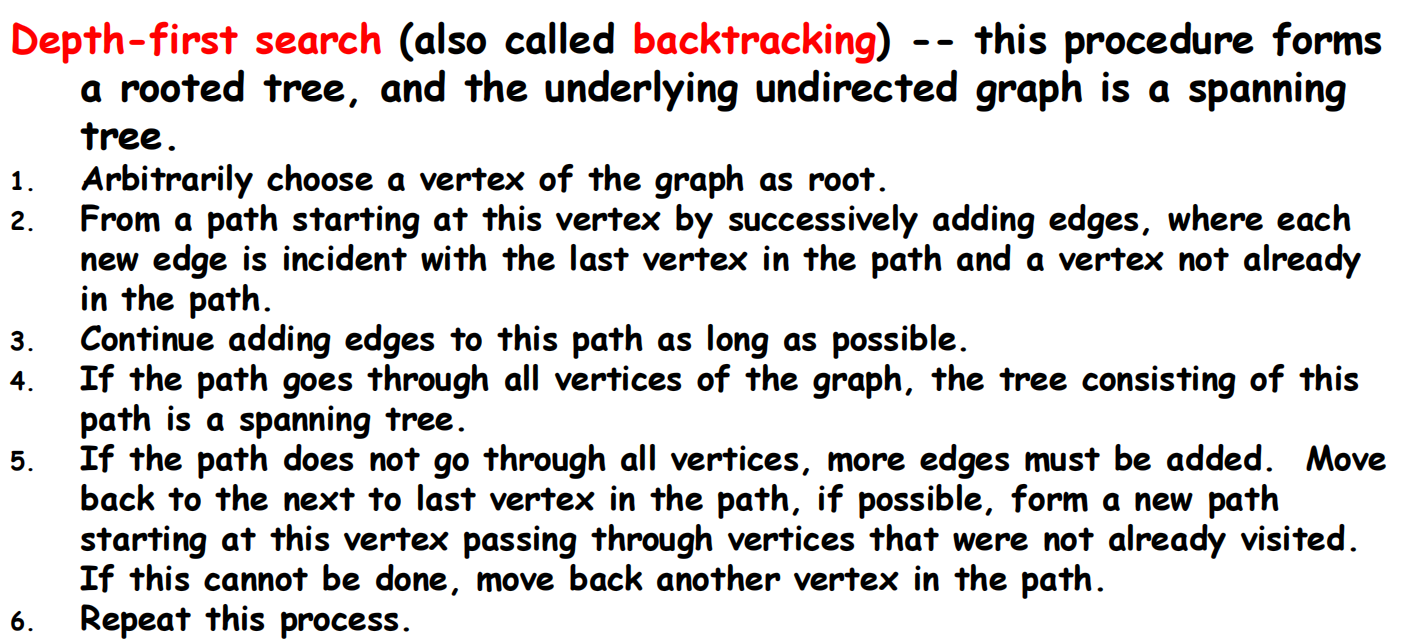 Depth-first search (also called backtracking) -- this procedure forms
a rooted tree, and the underlying undirected graph is a spanning
tree.
1. Arbitrarily choose a vertex of the graph as root.
2. From a path starting at this vertex by successively adding edges, where each
new edge is incident with the last vertex in the path and a vertex not already
in the path.
3. Continue adding edges to this path as long as possible.
4. If the path goes through all vertices of the graph, the tree consisting of this
path is a spanning tree.
5. If the path does not go through all vertices, more edges must be added. Move
back to the next to last vertex in the path, if possible, form a new path
starting at this vertex passing through vertices that were not already visited.
If this cannot be done, move back another vertex in the path.
6. Repeat this process.